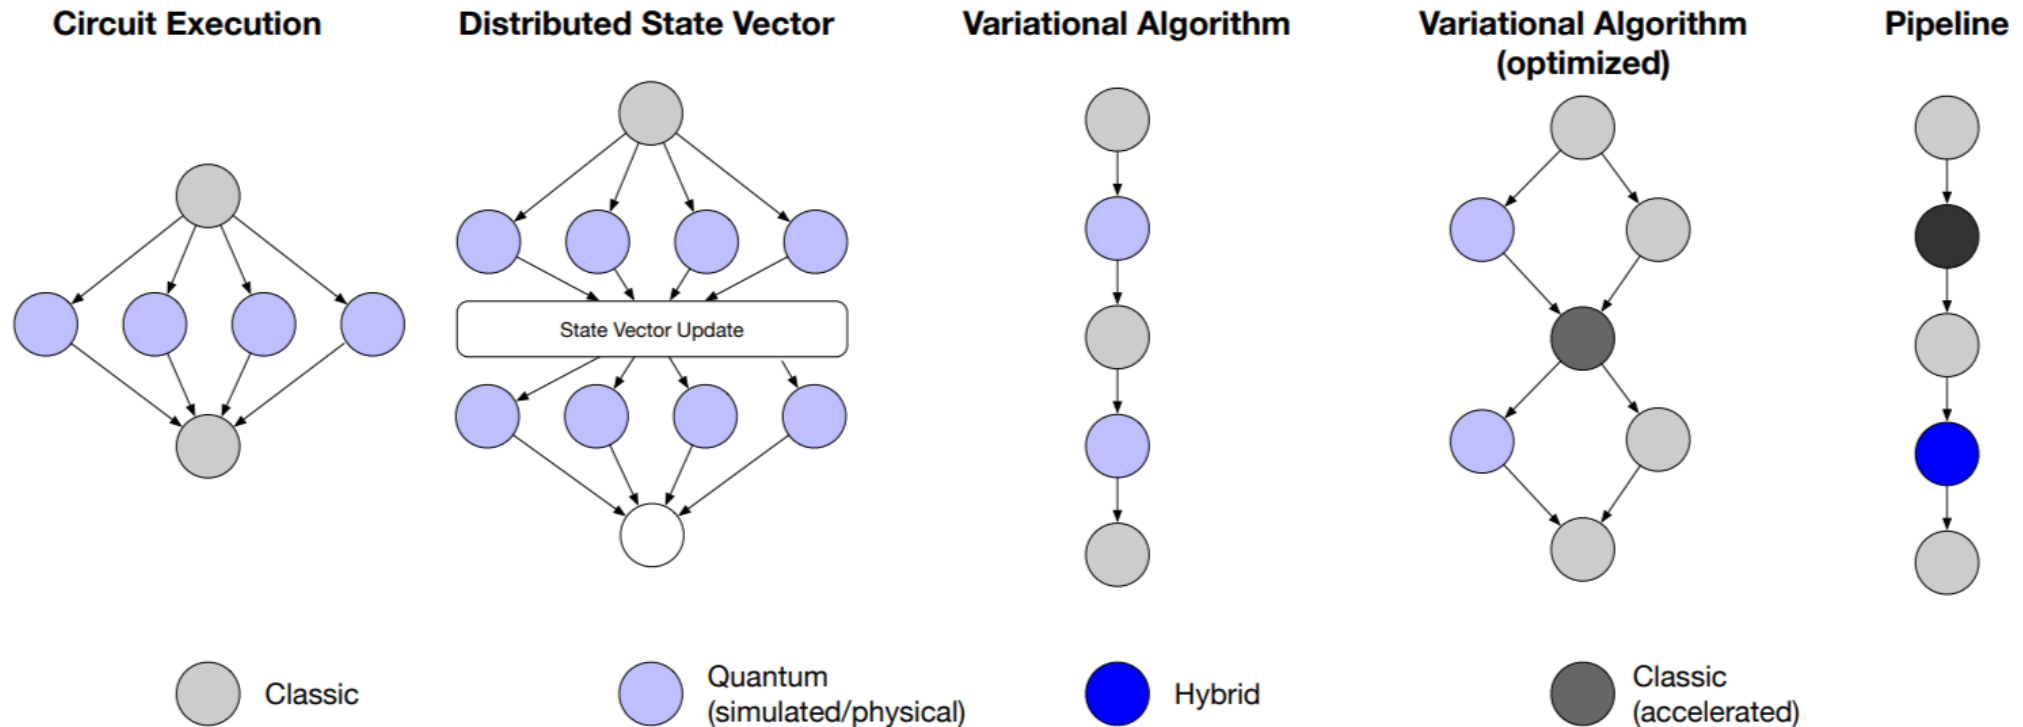 Circuit Execution
Distributed State Vector
Variational Algorithm
Variational Algorithm
(optimized)
Pipeline
State Vector Update
Classic
Quantum
(simulated/physical)
Hybrid
Classic
(accelerated)